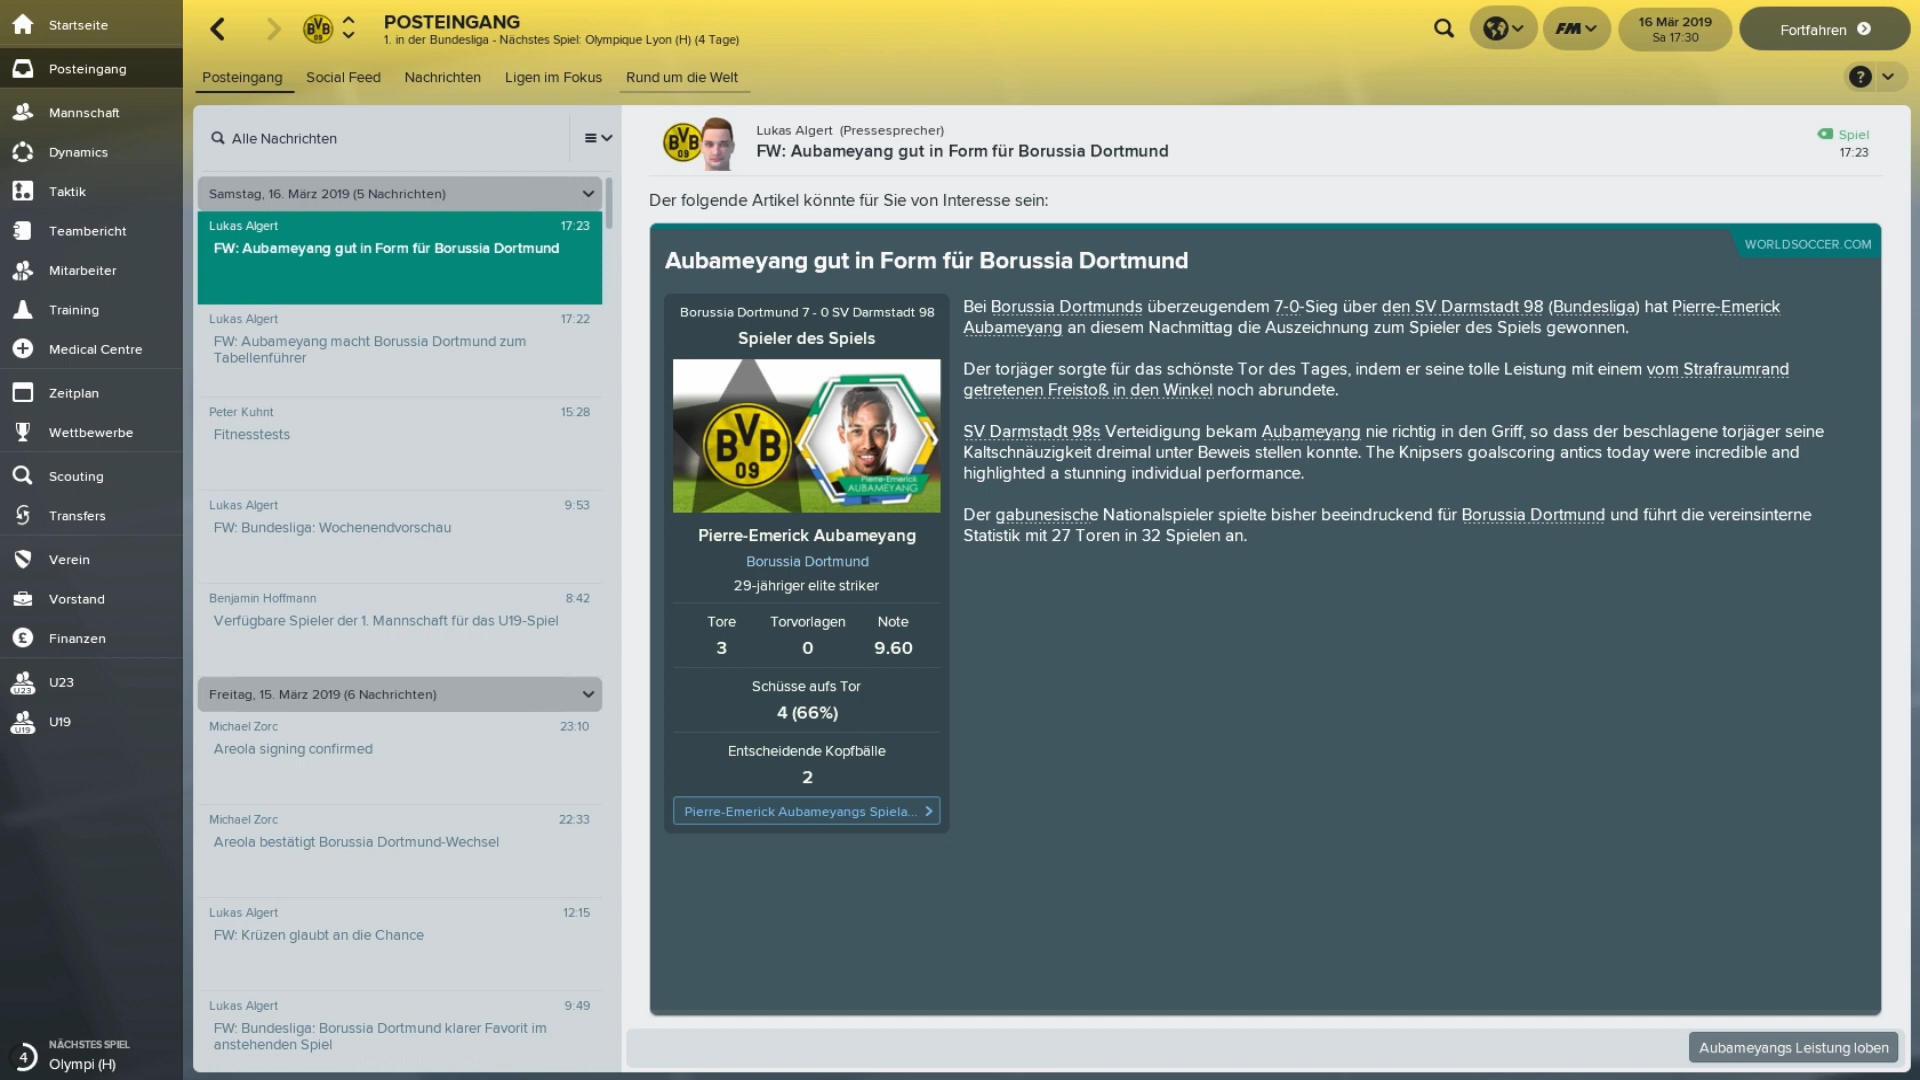 Startseite
Posteingang
Mannschaft
Dynamics
Taktik
Teambericht
Mitarbeiter
Training
Medical Centre
Zeitplan
Wettbewerbe
Scouting
Transfers
Verein
Vorstand
Finanzen
U23
U23
U19
U19
4
NÄCHSTES SPIEL
Olympi (H)
BVB 09
POSTEINGANG
1. in der Bundesliga - Nächstes Spiel: Olympique Lyon (H) (4 Tage)
FM
16 Mär 2019
Sa 17:30
Fortfahren
Posteingang Social Feed Nachrichten Ligen im Fokus Rund um die Welt
?
Alle Nachrichten
Samstag, 16. März 2019 (5 Nachrichten)
Lukas Algert 17:23
FW: Aubameyang gut in Form für Borussia Dortmund
Lukas Algert 17:22
FW: Aubameyang macht Borussia Dortmund zum
Tabellenführer
Peter Kuhnt 15:28
Fitnesstests
Lukas Algert 9:53
FW: Bundesliga: Wochenendvorschau
Benjamin Hoffmann 8:42
Verfügbare Spieler der 1. Mannschaft für das U19-Spiel
Freitag, 15. März 2019 (6 Nachrichten)
Michael Zorc 23:10
Areola signing confirmed
Michael Zorc 22:33
Areola bestätigt Borussia Dortmund-Wechsel
Lukas Algert 12:15
FW: Krüzen glaubt an die Chance
Lukas Algert 9:49
FW: Bundesliga: Borussia Dortmund klarer Favorit im
anstehenden Spiel
BVB 09
Lukas Algert (Pressesprecher)
FW: Aubameyang gut in Form für Borussia Dortmund
Spiel
17:23
Der folgende Artikel könnte für Sie von Interesse sein:
WORLDSOCCER.COM
Aubameyang gut in Form für Borussia Dortmund
Borussia Dortmund 7 - 0 SV Darmstadt 98
Spieler des Spiels
BVB 09
Pierre-Emerick
AUBAMEYANG
Pierre-Emerick Aubameyang
Borussia Dortmund
29-jähriger elite striker
Tore Torvorlagen Note
3 0 9.60
Schüsse aufs Tor
4 (66%)
Entscheidende Kopfbälle
2
Pierre-Emerick Aubameyangs Spiela...
Bei Borussia Dortmunds überzeugendem 7-0-Sieg über den SV Darmstadt 98 (Bundesliga) hat Pierre-Emerick
Aubameyang an diesem Nachmittag die Auszeichnung zum Spieler des Spiels gewonnen.
Der torjäger sorgte für das schönste Tor des Tages, indem er seine tolle Leistung mit einem vom Strafraumrand
getretenen Freistoß in den Winkel noch abrundete.
SV Darmstadt 98s Verteidigung bekam Aubameyang nie richtig in den Griff, so dass der beschlagene torjäger seine
Kaltschnäuzigkeit dreimal unter Beweis stellen konnte. The Knipsers goalscoring antics today were incredible and
highlighted a stunning individual performance.
Der gabunesische Nationalspieler spielte bisher beeindruckend für Borussia Dortmund und führt die vereinsinterne
Statistik mit 27 Toren in 32 Spielen an.
Aubameyangs Leistung loben